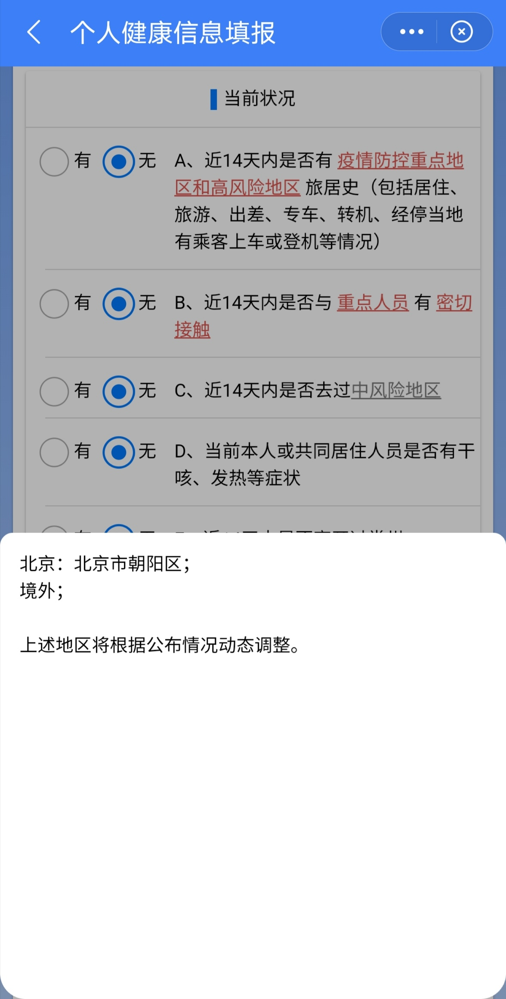 个人健康信息填报
当前状况
有 无 A、近14天内是否有 疫情防控重点地
区和高风险地区 旅居史（包括居住、
旅游、出差、专车、转机、经停当地
有乘客上车或登机等情况）
有 无 B、近14天内是否与 重点人员 有 密切
接触
有 无 C、近14天内是否去过中风险地区
有 无 D、当前本人或共同居住人员是否有干
咳、发热等症状
北京：北京市朝阳区；
境外；
上述地区将根据公布情况动态调整。